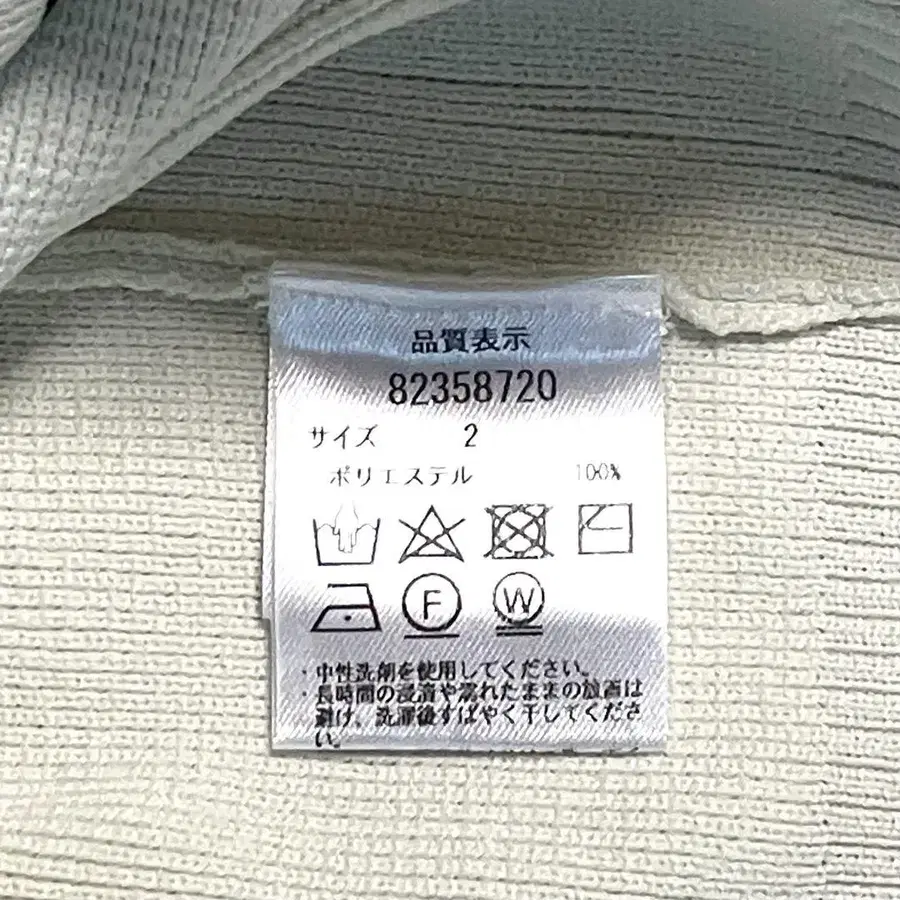 品質表示
82358720
サイズ 2
ポリエステル 100%
F W
・中性洗剤を使用してください。
・長時間の浸漬や濡れたままの放置は
避け、洗濯後すばやく干してくださ
い。